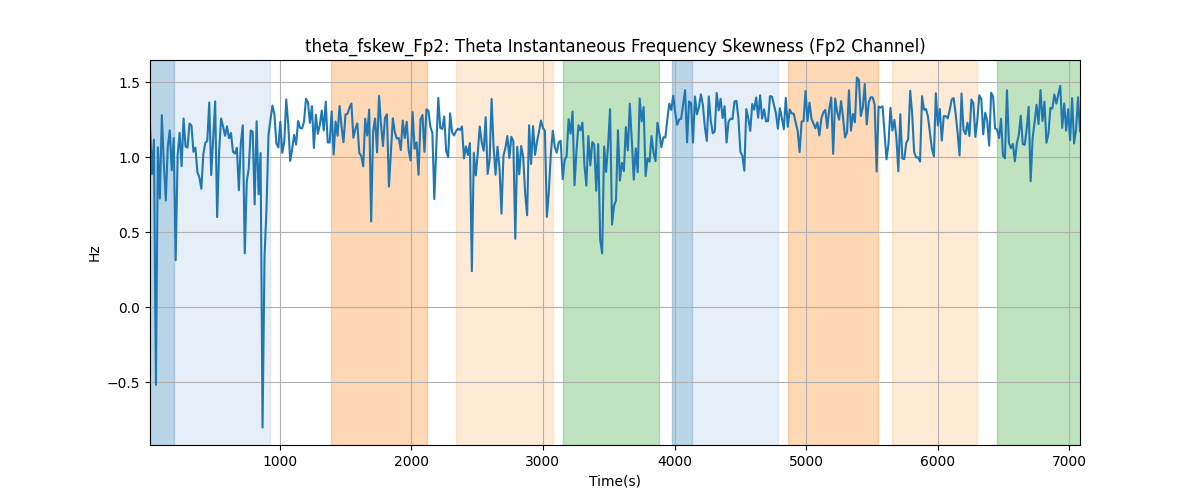 theta_fskew_Fp2: Theta Instantaneous Frequency Skewness (Fp2 Channel)
1.5
1.0
0.5
0.0
−0.5
Hz
1000 2000 3000 4000 5000 6000 7000
Time(s)